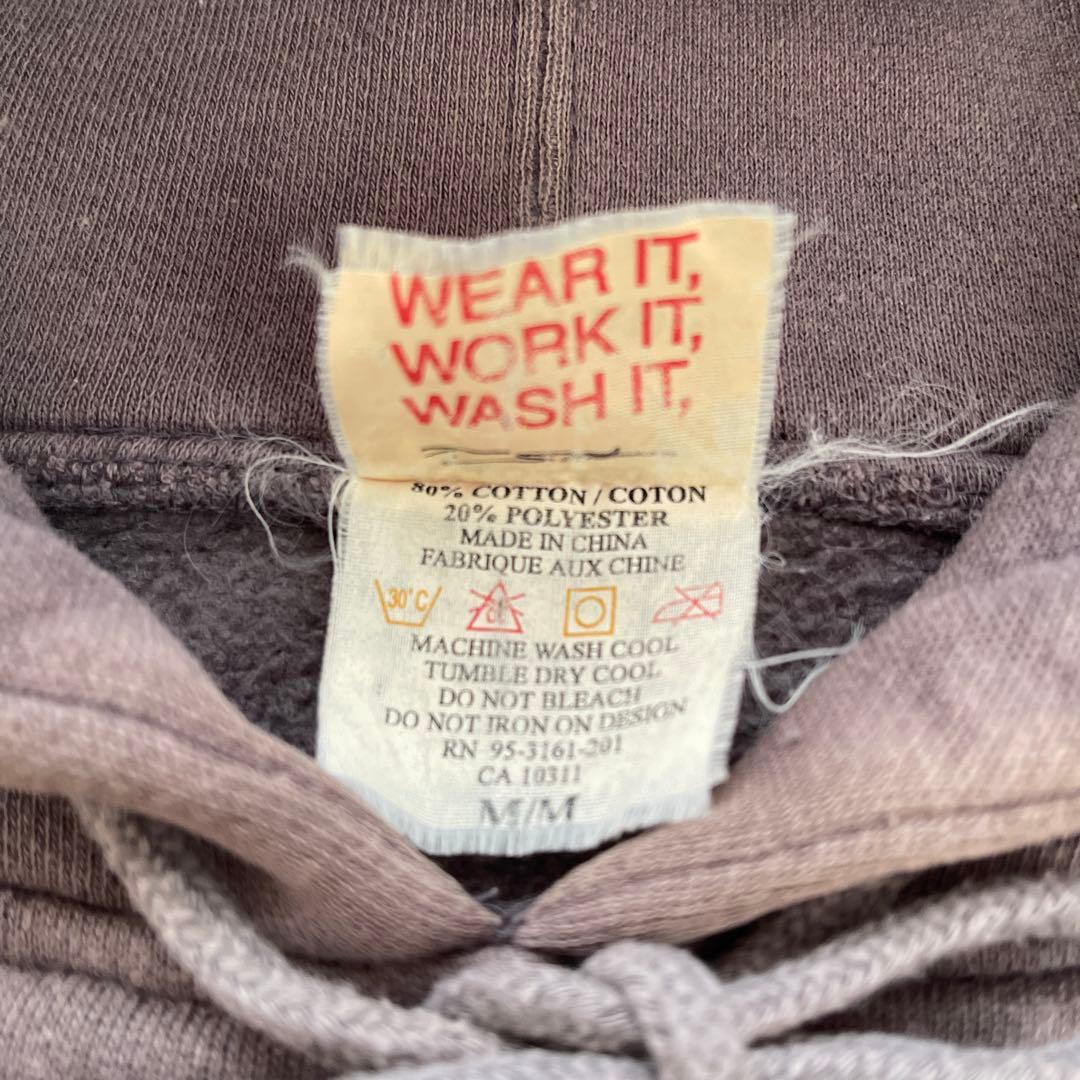 WEAR IT,
WORK IT,
WASH IT,
80% COTTON / COTON
20% POLYESTER
MADE IN CHINA
FABRIQUE AUX CHINE
30°C CL
MACHINE WASH COOL
TUMBLE DRY COOL
DO NOT BLEACH
DO NOT IRON ON DESIGN
RN 95-3161-201
CA 10311
M/M